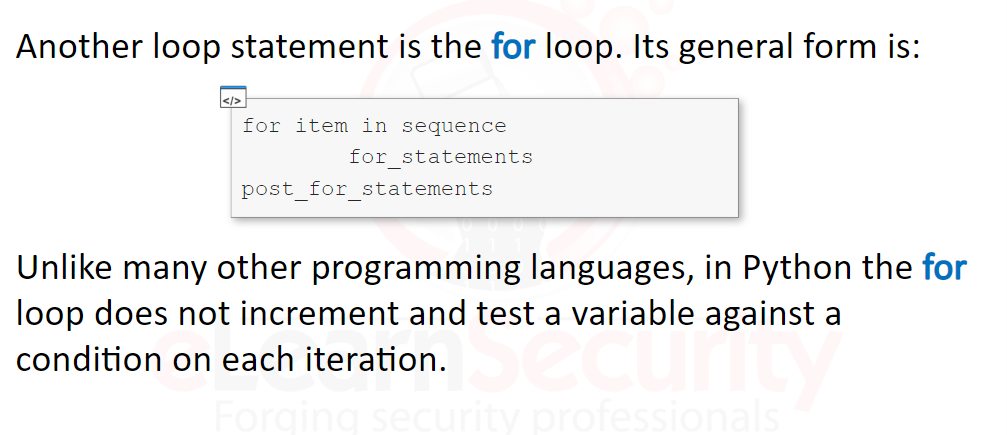 Another loop statement is the for loop. Its general form is:
</>
for item in sequence
for_statements
post_for_statements
Unlike many other programming languages, in Python the for
loop does not increment and test a variable against a
condition on each iteration.
eLearnSecurity
Forging security professionals